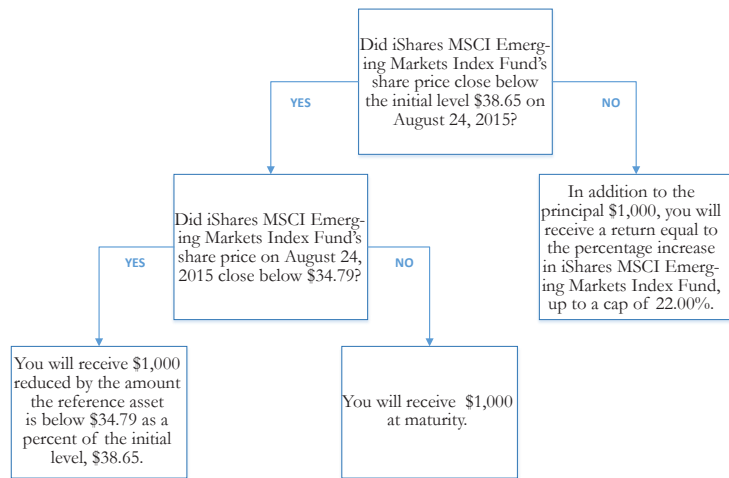 Did iShares MSCI Emerg-
ing Markets Index Fund's
share price close below
the initial level $38.65 on
August 24, 2015?
YES
NO
Did iShares MSCI Emerg-
ing Markets Index Fund's
share price on August 24,
2015 close below $34.79?
In addition to the
principal $1,000, you will
receive a return equal to
the percentage increase
in iShares MSCI Emerg-
ing Markets Index Fund,
up to a cap of 22.00%.
YES
NO
You will receive $1,000
reduced by the amount
the reference asset
is below $34.79 as a
percent of the initial
level, $38.65.
You will receive $1,000
at maturity.